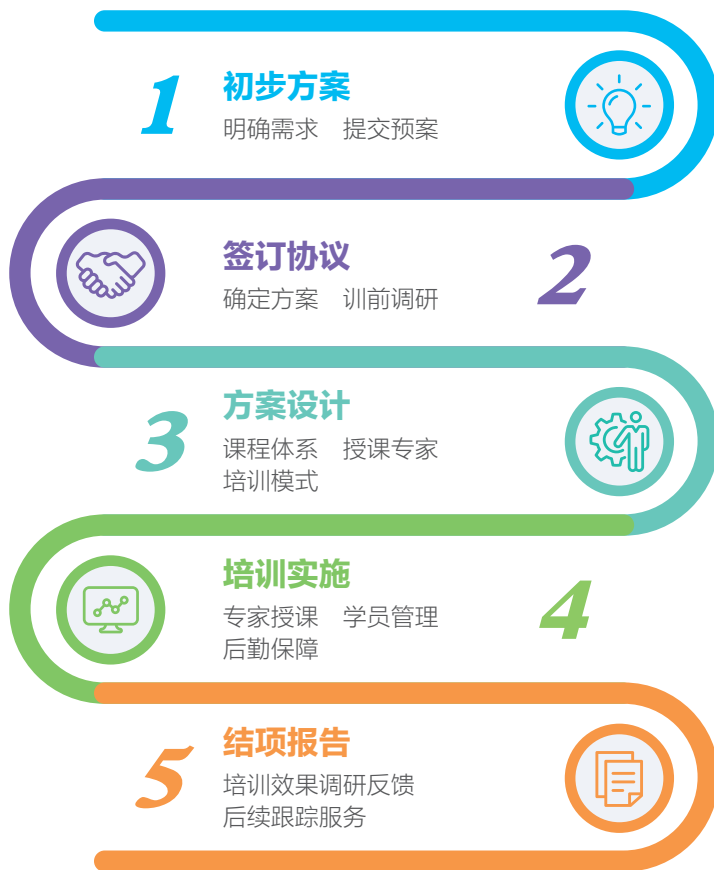 1
初步方案
明确需求 提交预案
签订协议
2
确定方案 训前调研
3
方案设计
课程体系 授课专家
培训模式
培训实施
4
专家授课 学员管理
后勤保障
5
结项报告
培训效果调研反馈
后续跟踪服务